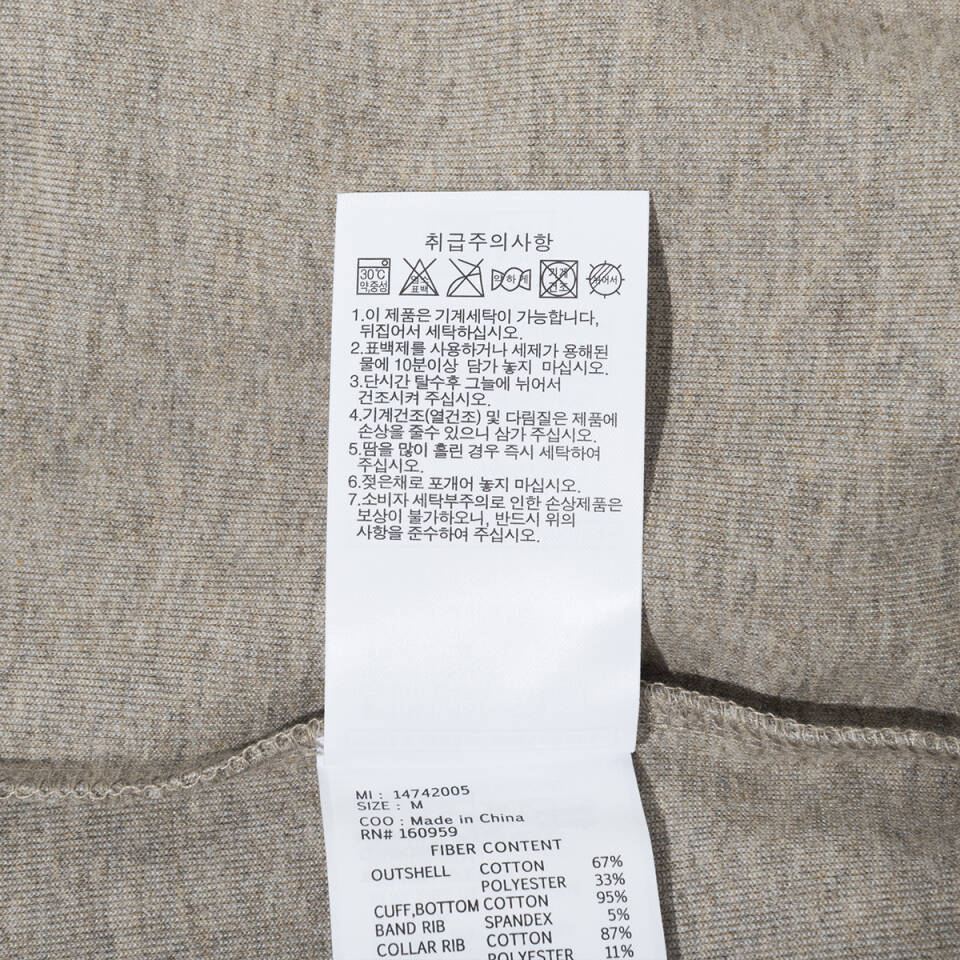 취급주의사항
30℃
약,중성
염소
표백
약하게
기계
건조
뉘어서
1.이 제품은 기계세탁이 가능합니다,
뒤집어서 세탁하십시오.
2.표백제를 사용하거나 세제가 용해된
물에 10분이상 담가 놓지 마십시오.
3.단시간 탈수후 그늘에 뉘어서
건조시켜 주십시오.
4.기계건조(열건조) 및 다림질은 제품에
손상을 줄수 있으니 삼가 주십시오.
5.땀을 많이 흘린 경우 즉시 세탁하여
주십시오.
6.젖은채로 포개어 놓지 마십시오.
7.소비자 세탁부주의로 인한 손상제품은
보상이 불가하오니, 반드시 위의
사항을 준수하여 주십시오.
MI : 14742005
SIZE : M
COO : Made in China
RN# 160959
FIBER CONTENT
OUTSHELL COTTON 67%
POLYESTER 33%
CUFF,BOTTOM COTTON 95%
BAND RIB SPANDEX 5%
COLLAR RIB COTTON 87%
POLYESTER 11%